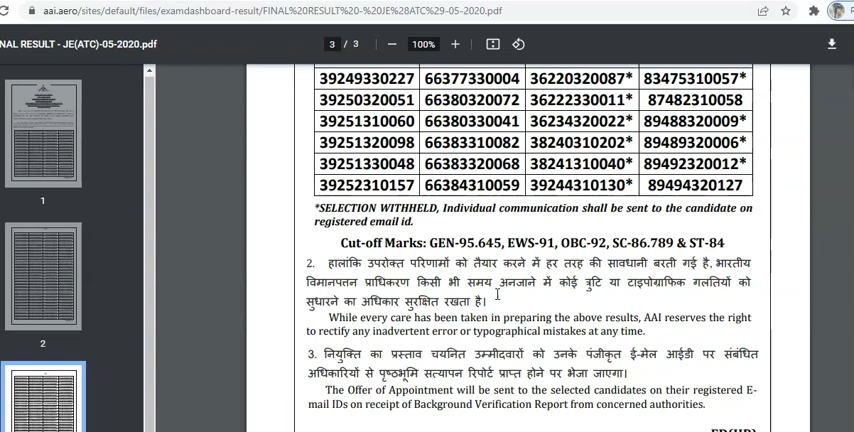 aai.aero/sites/default/files/examdashboard-result/FINAL%20RESULT%20-%20JE%28ATC%29-05-2020.pdf
NAL RESULT - JE(ATC)-05-2020.pdf
3 / 3
100%
39249330227 66377330004 36220320087* 83475310057*
39250320051 66380320072 36222330011* 87482310058
39251310060 66380330041 36234320022* 89488320009*
39251320098 66383310082 38240310202* 89489320006*
39251330048 66383320068 38241310040* 89492320012*
39252310157 66384310059 39244310130* 89494320127
*SELECTION WITHHELD, Individual communication shall be sent to the candidate on
registered email id.
Cut-off Marks: GEN-95.645, EWS-91, OBC-92, SC-86.789 & ST-84
2. हालांकि उपरोक्त परिणामों को तैयार करने में हर तरह की सावधानी बरती गई है, भारतीय
विमानपत्तन प्राधिकरण किसी भी समय अनजाने में कोई त्रुटि या टाइपोग्राफिक गलतियों को
सुधारने का अधिकार सुरक्षित रखता है।
While every care has been taken in preparing the above results, AAI reserves the right
to rectify any inadvertent error or typographical mistakes at any time.
3. नियुक्ति का प्रस्ताव चयनित उम्मीदवारों को उनके पंजीकृत ई-मेल आईडी पर संबंधित
अधिकारियों से पृष्ठभूमि सत्यापन रिपोर्ट प्राप्त होने पर भेजा जाएगा।
The Offer of Appointment will be sent to the selected candidates on their registered E-
mail IDs on receipt of Background Verification Report from concerned authorities.
1
2